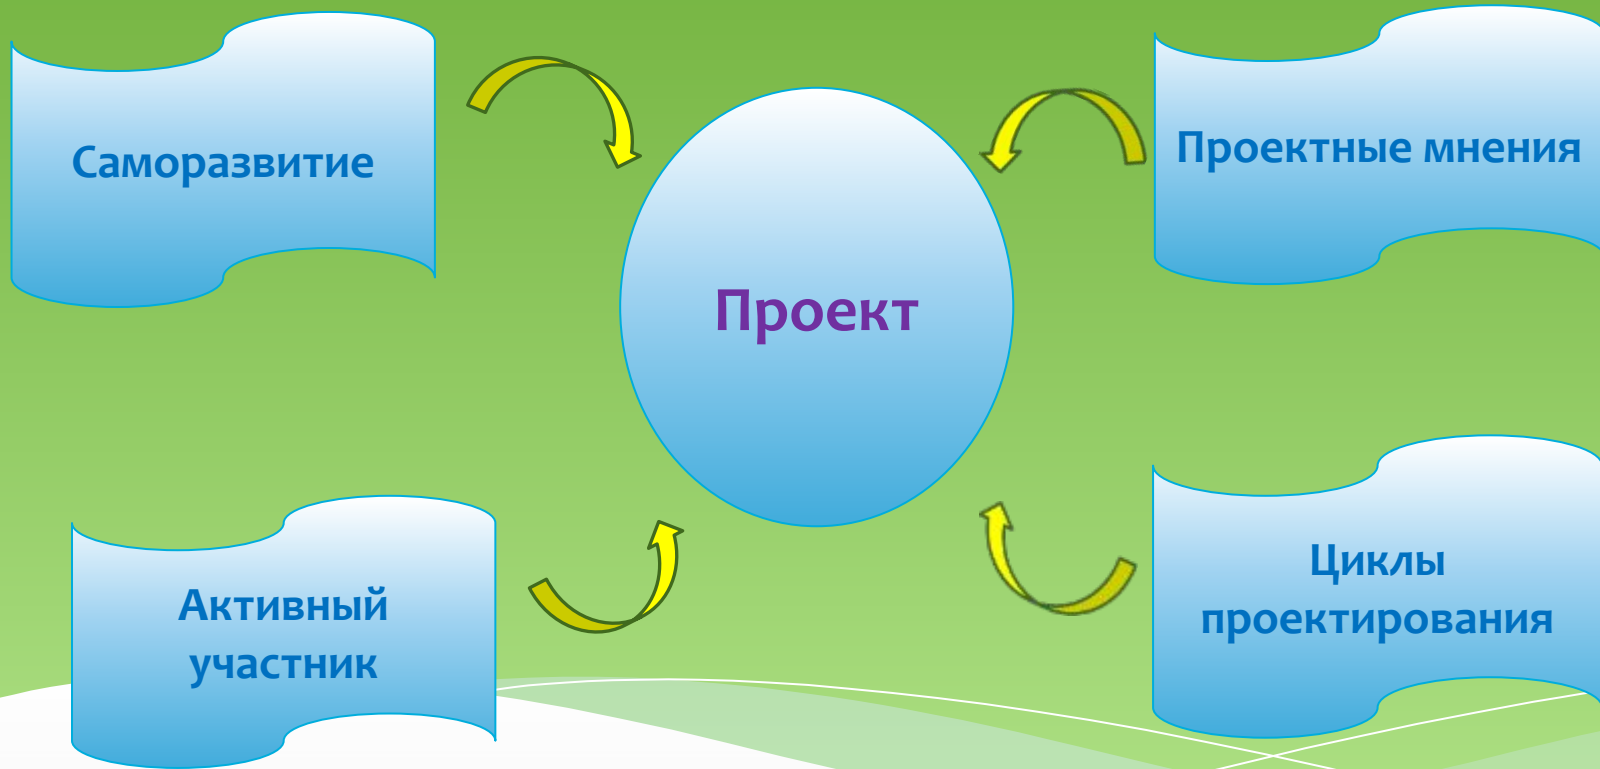 Саморазвитие
Проектные мнения
Проект
Активный
участник
Циклы
проектирования